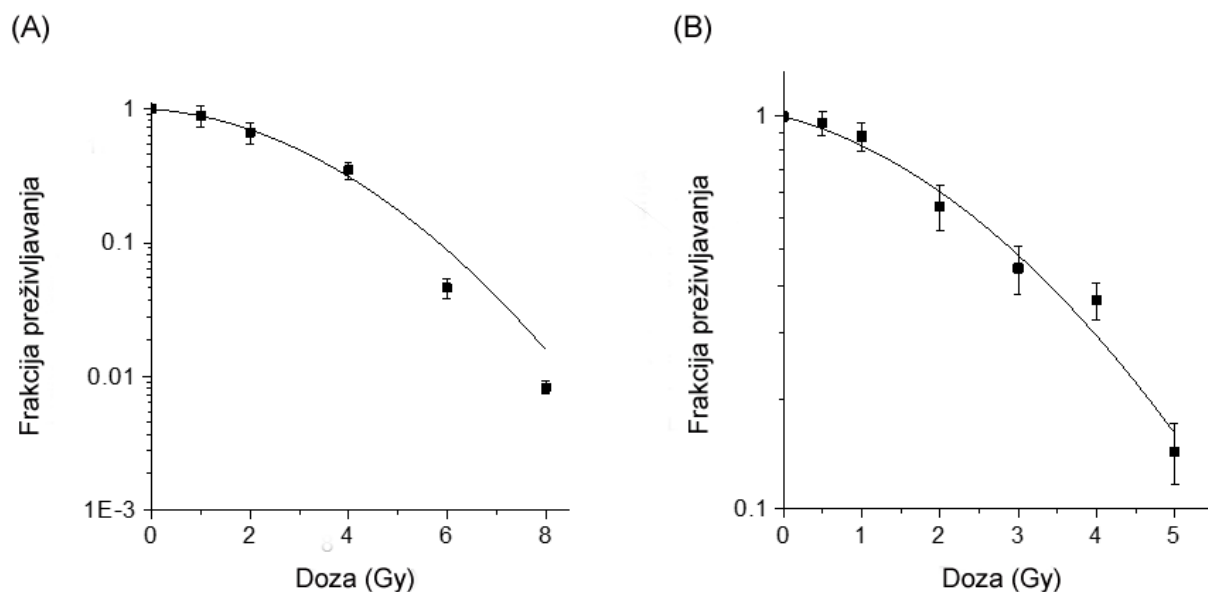 (A)
Frakcija preživljavanja
1
0.1
0.01
1E-3
0 2 4 6 8
Doza (Gy)
(B)
Frakcija preživljavanja
1
0.1
0 1 2 3 4 5
Doza (Gy)